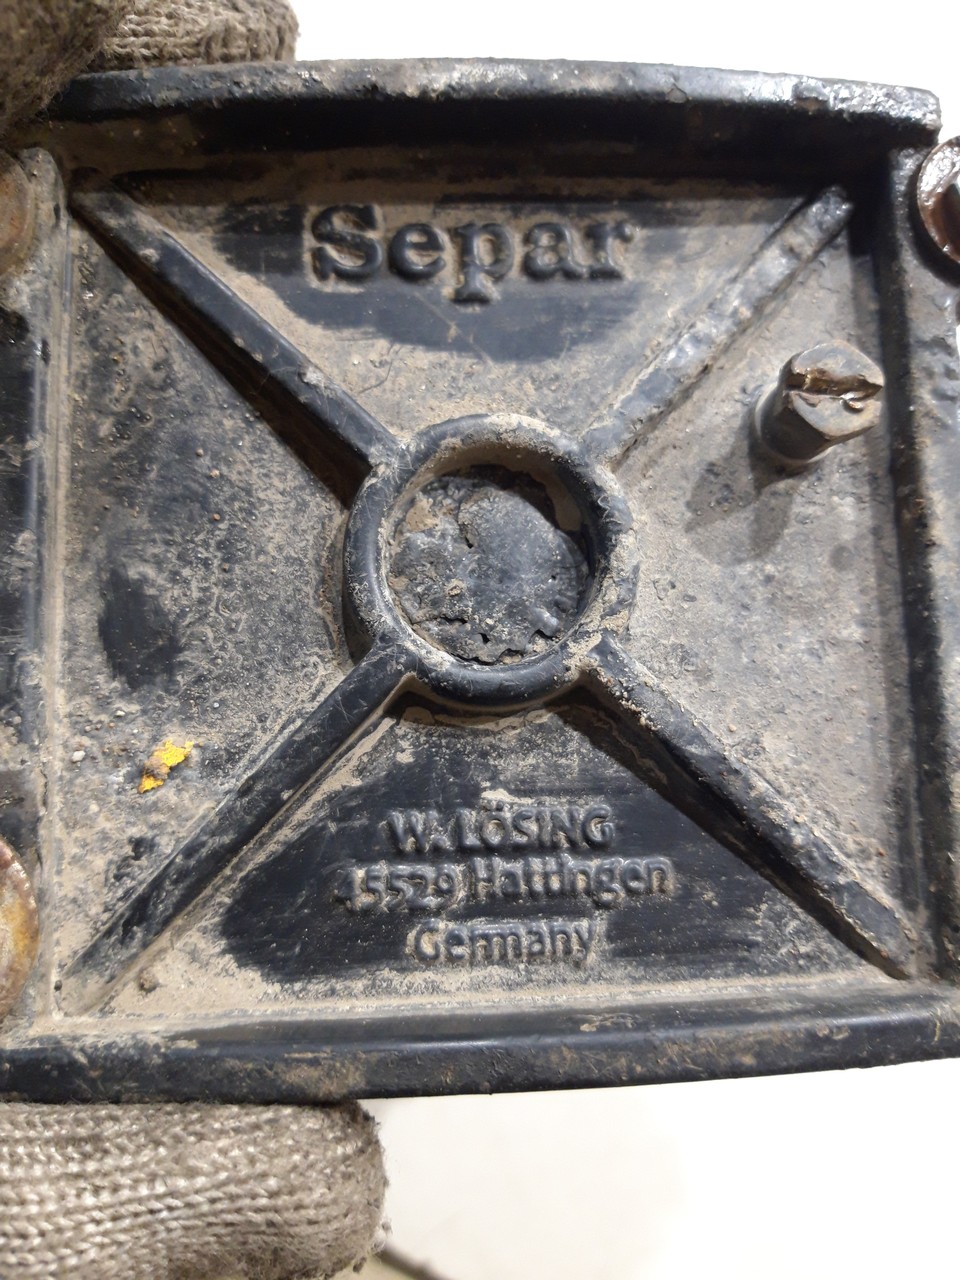 Separ
W. LÖSING
45529 Hattingen
Germany